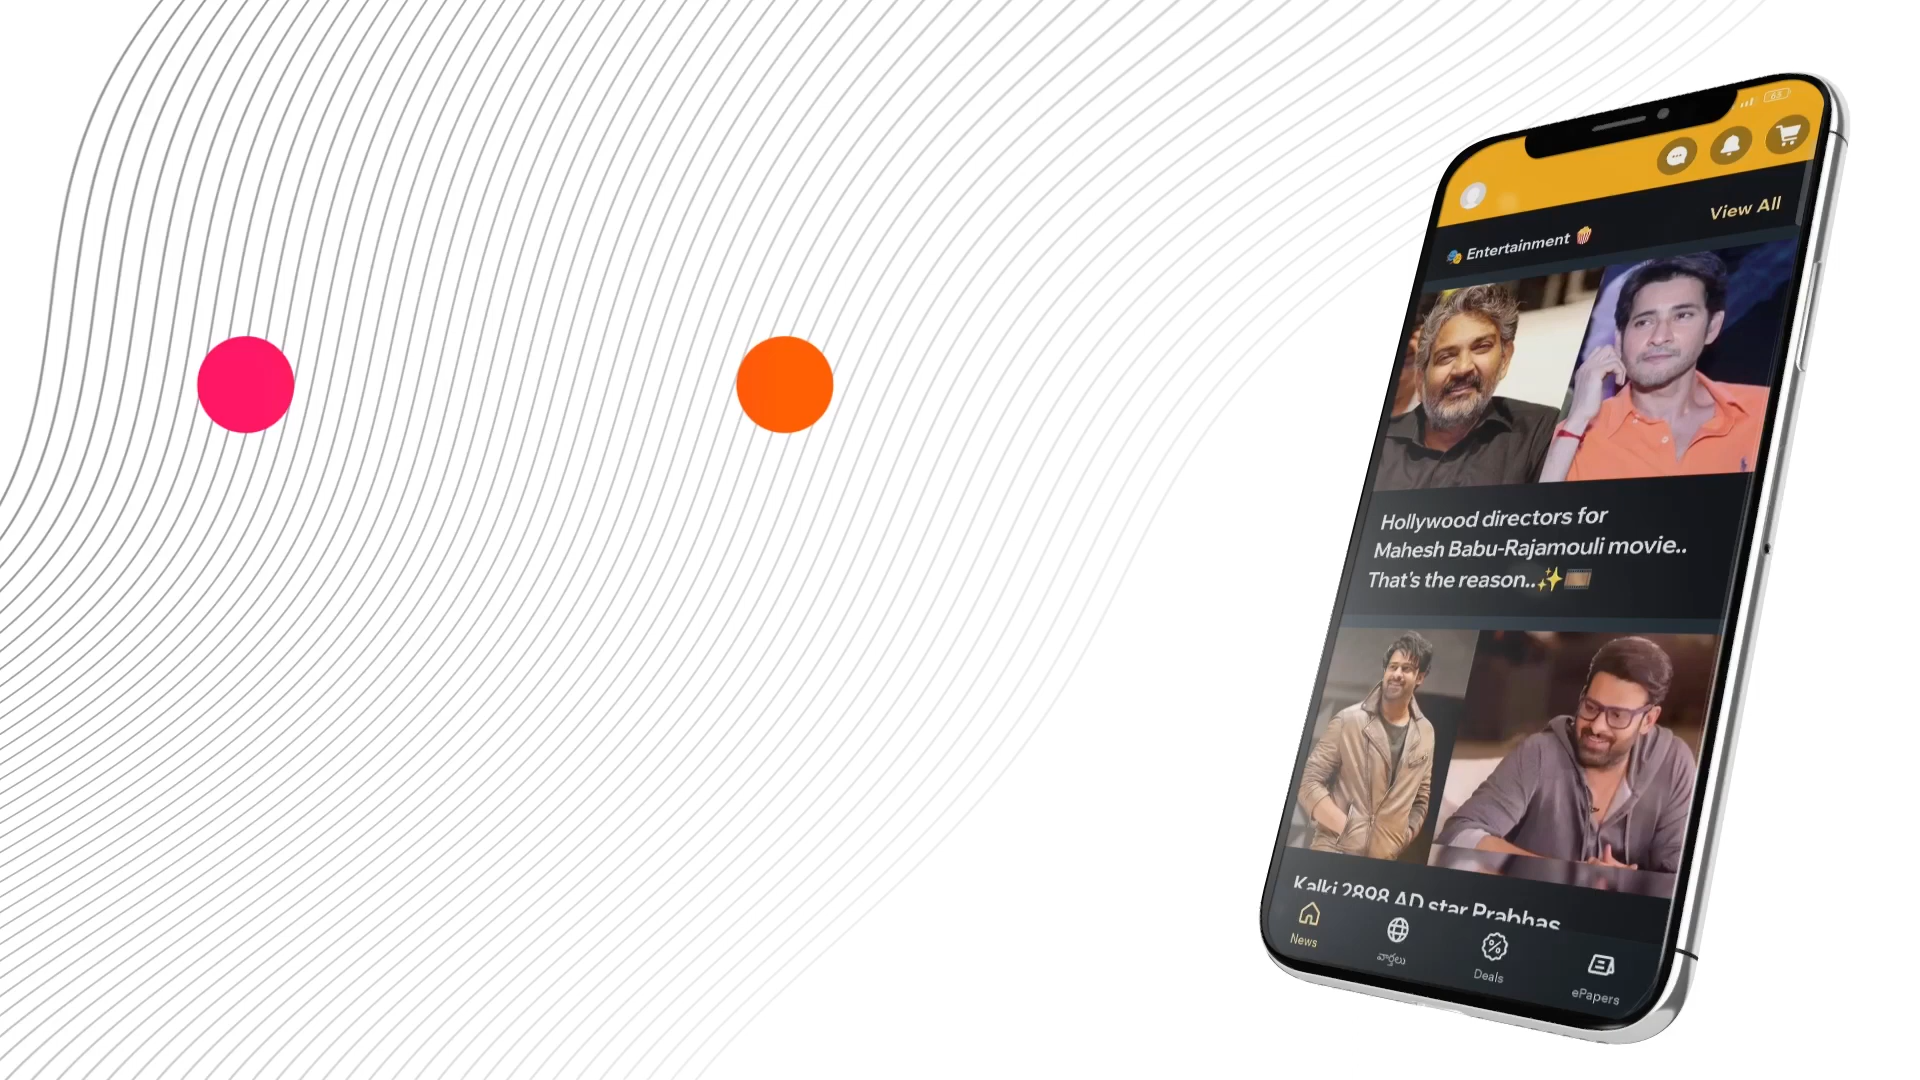 65
View All
🎭 Entertainment 🍿
Hollywood directors for
Mahesh Babu-Rajamouli movie..
That's the reason..✨🎞️
Kalki 2898 AD star Prabhas
News
వార్తలు
Deals
ePapers